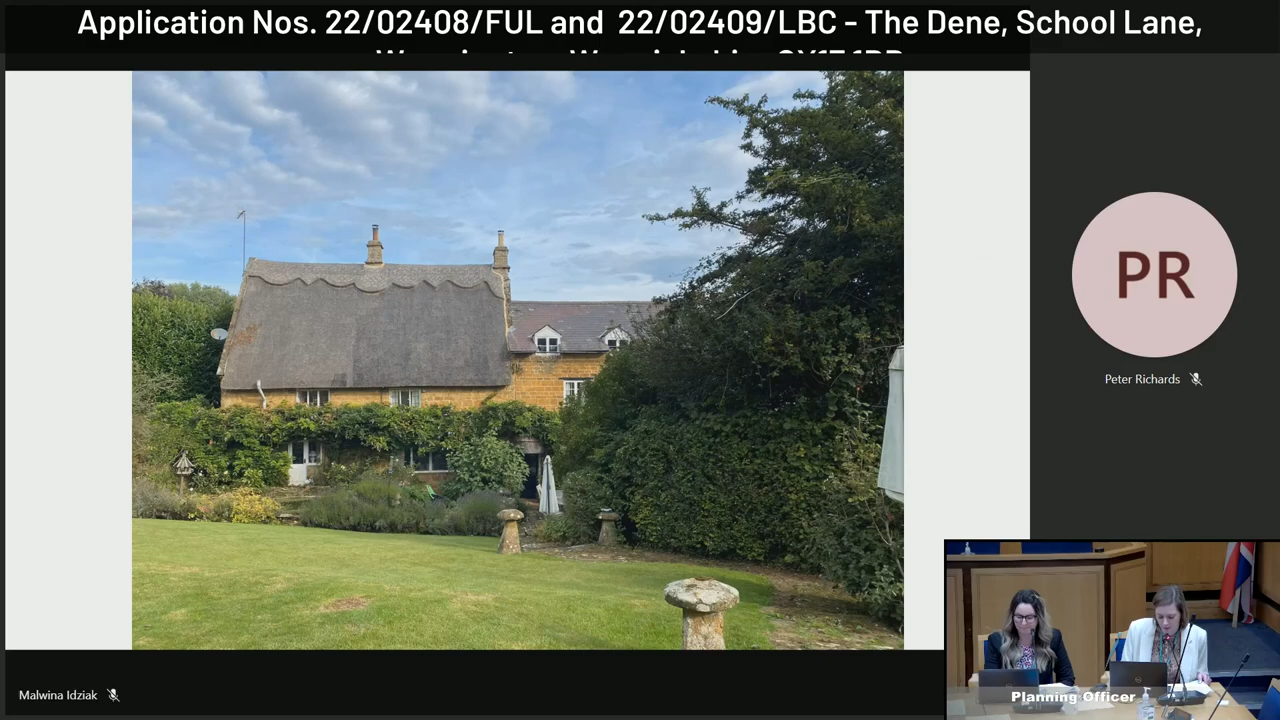 Application Nos. 22/02408/FUL and 22/02409/LBC - The Dene, School Lane,
PR
Peter Richards
Malwina Idziak
Planning Officer